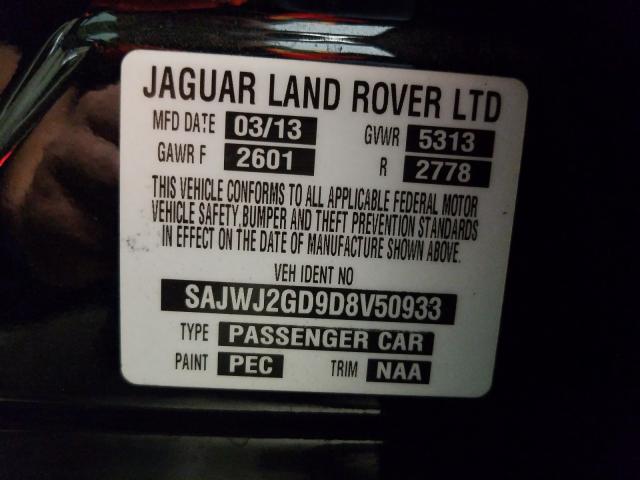 JAGUAR LAND ROVER LTD
MFD DATE 03/13 GVWR 5313
GAWR F 2601 R 2778
THIS VEHICLE CONFORMS TO ALL APPLICABLE FEDERAL MOTOR
VEHICLE SAFETY BUMPER AND THEFT PREVENTION STANDARDS
IN EFFECT ON THE DATE OF MANUFACTURE SHOWN ABOVE.
VEH IDENT NO
SAJWJ2GD9D8V50933
TYPE PASSENGER CAR
PAINT PEC TRIM NAA